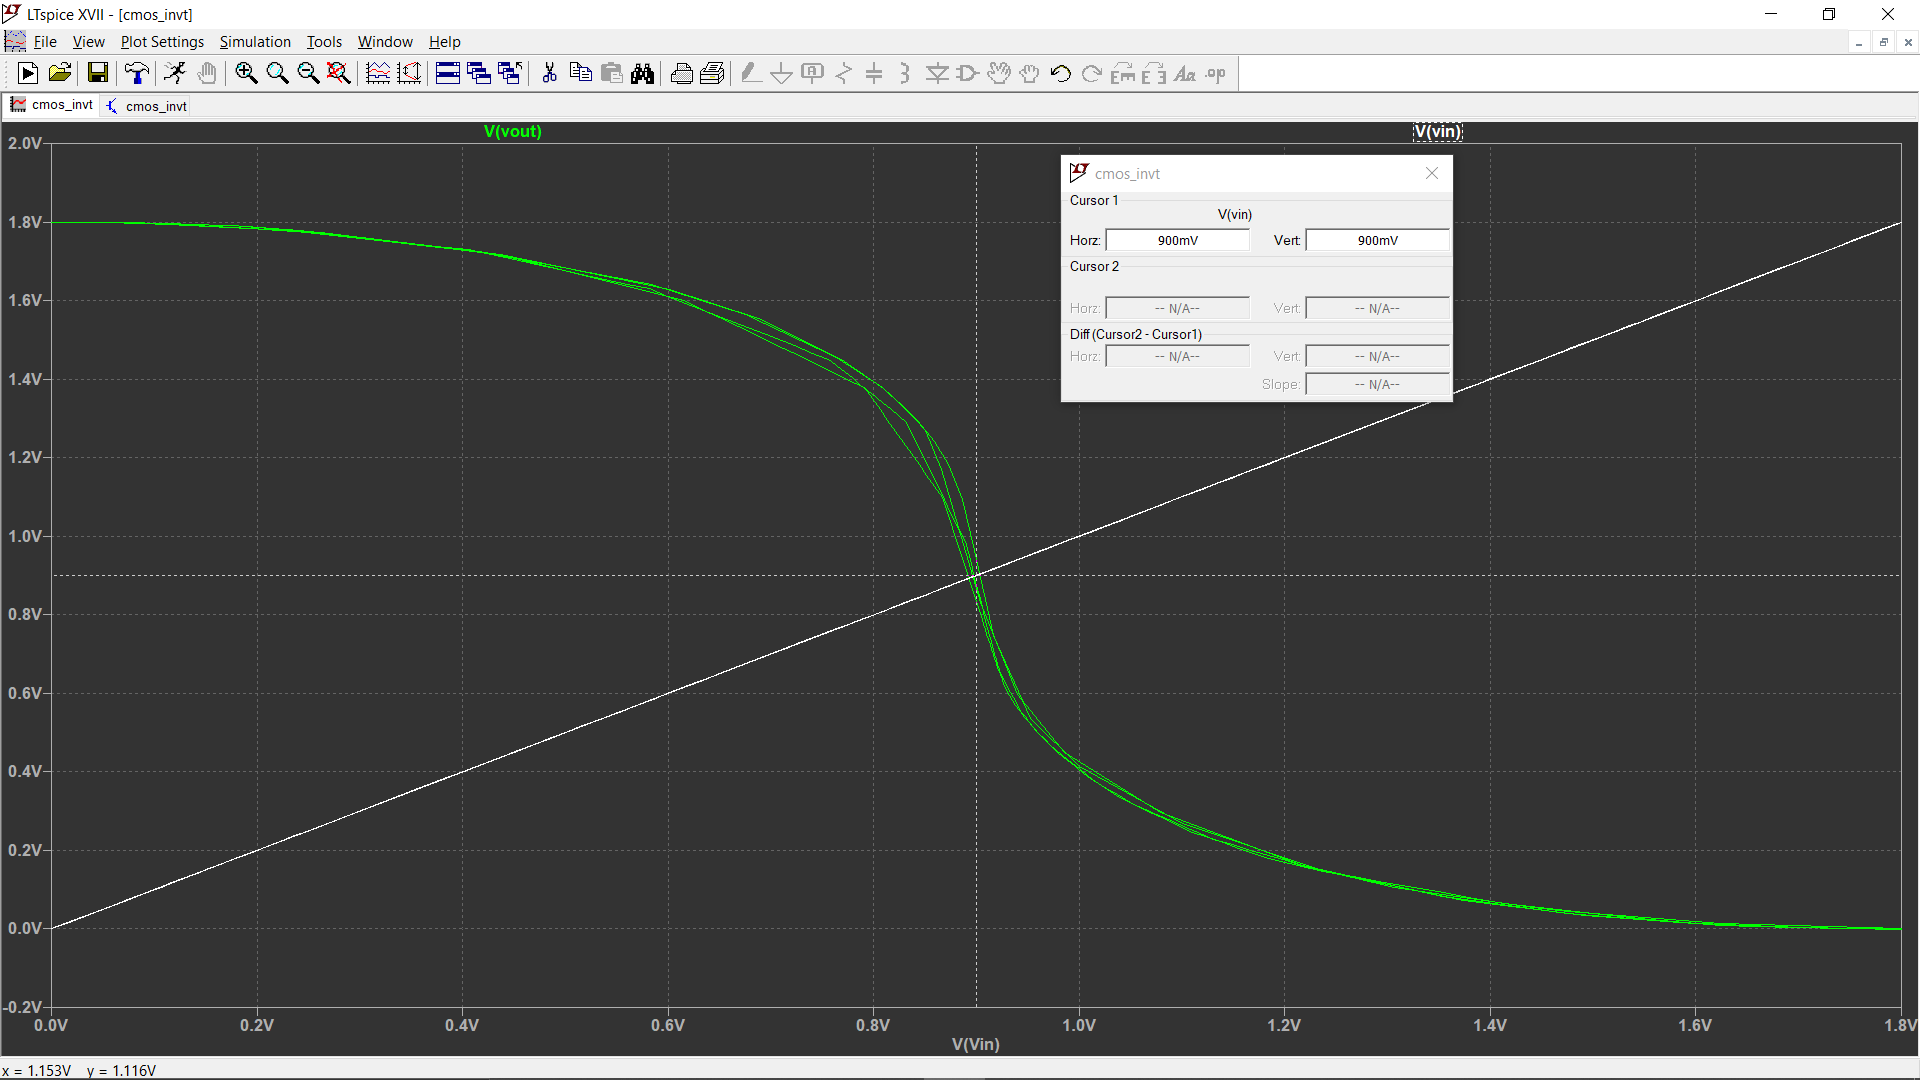 LTspice XVII - [cmos_invt]
File View Plot Settings Simulation Tools Window Help
cmos_invt cmos_invt
V(vout) V(vin)
2.0V
1.8V
1.6V
1.4V
1.2V
1.0V
0.8V
0.6V
0.4V
0.2V
0.0V
-0.2V
cmos_invt
Cursor 1
V(vin)
Horz: 900mV Vert: 900mV
Cursor 2
Horz: -- N/A-- Vert: -- N/A--
Diff (Cursor2 - Cursor1)
Horz: -- N/A-- Vert: -- N/A--
Slope: -- N/A--
0.0V 0.2V 0.4V 0.6V 0.8V 1.0V 1.2V 1.4V 1.6V 1.8V
V(Vin)
x = 1.153V y = 1.116V